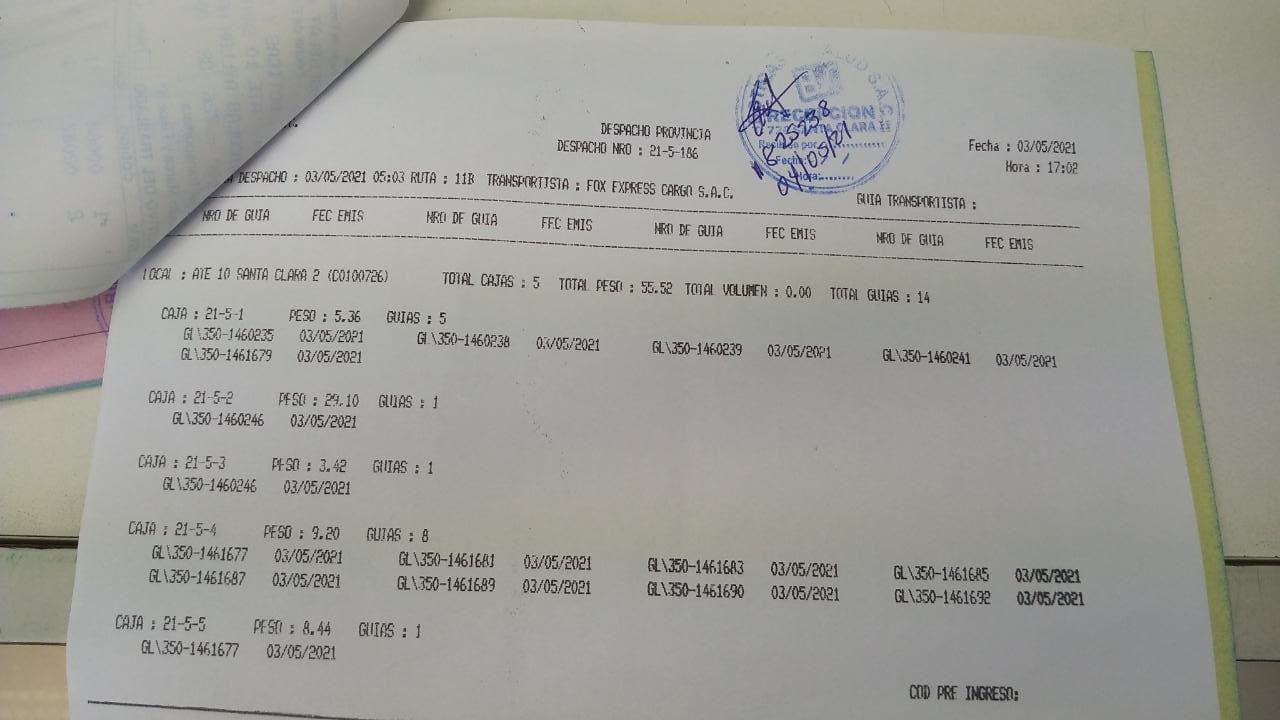 DESPACHO PROVINCIA
DESPACHO NRO : 21-5-186
Fecha : 03/05/2021
Hora : 17:02
RECEPCION
Hora:
18 25238
04/05/21
DESPACHO : 03/05/2021 05:03 RUTA : 11B TRANSPORTISTA : FOX EXPRESS CARGO S.A.C.
GUIA TRANSPORTISTA :
NRO DE GUIA FEC EMIS NRO DE GUIA FEC EMIS NRO DE GUIA FEC EMIS NRO DE GUIA FEC EMIS
LOCAL : ATE 10 SANTA CLARA 2 (C0100726) TOTAL CAJAS : 5 TOTAL PESO : 55.52 TOTAL VOLUMEN : 0.00 TOTAL GUIAS : 14
CAJA : 21-5-1 PESO : 5.36 GUIAS : 5
GL\350-1460235 03/05/2021 GL\350-1460238 03/05/2021 GL\350-1460239 03/05/2021 GL\350-1460241 03/05/2021
GL\350-1461679 03/05/2021
CAJA : 21-5-2 PESO : 29.10 GUIAS : 1
GL\350-1460246 03/05/2021
CAJA : 21-5-3 PESO : 3.42 GUIAS : 1
GL\350-1460246 03/05/2021
CAJA : 21-5-4 PESO : 9.20 GUIAS : 8
GL\350-1461677 03/05/2021 GL\350-1461681 03/05/2021 GL\350-1461683 03/05/2021 GL\350-1461685 03/05/2021
GL\350-1461687 03/05/2021 GL\350-1461689 03/05/2021 GL\350-1461690 03/05/2021 GL\350-1461692 03/05/2021
CAJA : 21-5-5 PESO : 8.44 GUIAS : 1
GL\350-1461677 03/05/2021
COD PRE INGRESO: